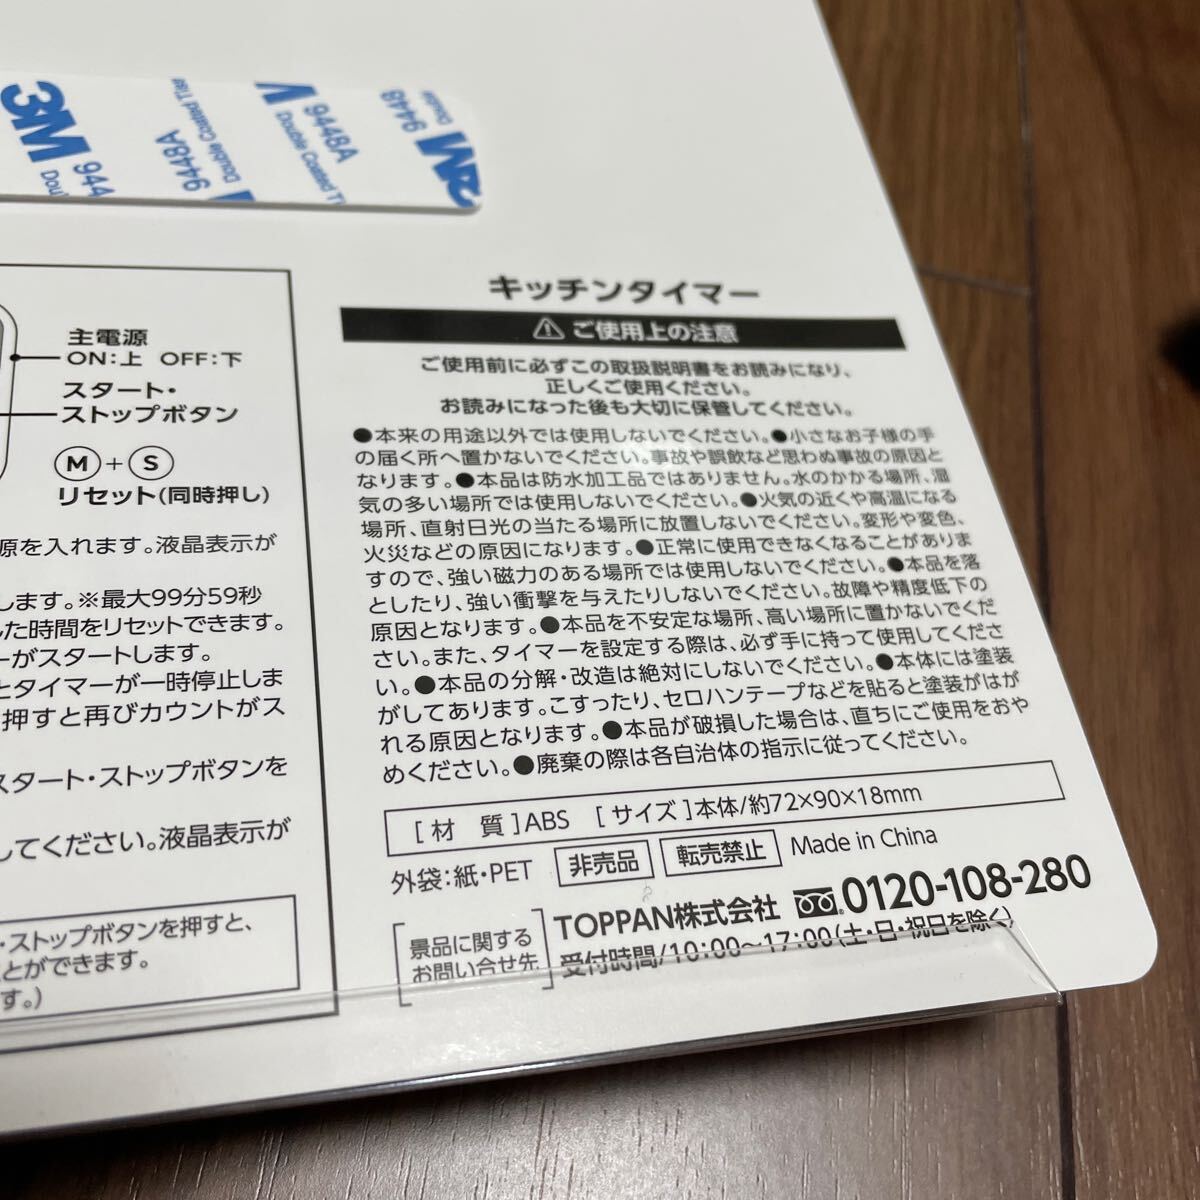 3M
9448A
Double Coated Tiss
9448A
Double Coated T
9448
3M
主電源
ON:上 OFF:下
スタート・
ストップボタン
M+S
リセット(同時押し)
原を入れます。液晶表示が
します。※最大99分59秒
した時間をリセットできます。
ーがスタートします。
とタイマーが一時停止しま
押すと再びカウントがス
スタート・ストップボタンを
してください。液晶表示が
・ストップボタンを押すと、
ことができます。
す。)
キッチンタイマー
⚠ご使用上の注意
ご使用前に必ずこの取扱説明書をお読みになり、
正しくご使用ください。
お読みになった後も大切に保管してください。
●本来の用途以外では使用しないでください。●小さなお子様の手
の届く所へ置かないでください。事故や誤飲など思わぬ事故の原因と
なります。●本品は防水加工品ではありません。水のかかる場所、湿
気の多い場所では使用しないでください。●火気の近くや高温になる
場所、直射日光の当たる場所に放置しないでください。変形や変色、
火災などの原因になります。●正常に使用できなくなることがありま
すので、強い磁力のある場所では使用しないでください。●本品を落
としたり、強い衝撃を与えたりしないでください。故障や精度低下の
原因となります。●本品を不安定な場所、高い場所に置かないでくだ
さい。また、タイマーを設定する際は、必ず手に持って使用してくださ
い。●本品の分解・改造は絶対にしないでください。●本体には塗装
がしてあります。こすったり、セロハンテープなどを貼ると塗装がはが
れる原因となります。●本品が破損した場合は、直ちにご使用をおや
めください。●廃棄の際は各自治体の指示に従ってください。
[材 質]ABS [サイズ]本体/約72×90×18mm
外袋:紙・PET 非売品 転売禁止 Made in China
[景品に関する
お問い合せ先]
TOPPAN株式会社 0120-108-280
受付時間/10:00~17:00(土・日・祝日を除く)